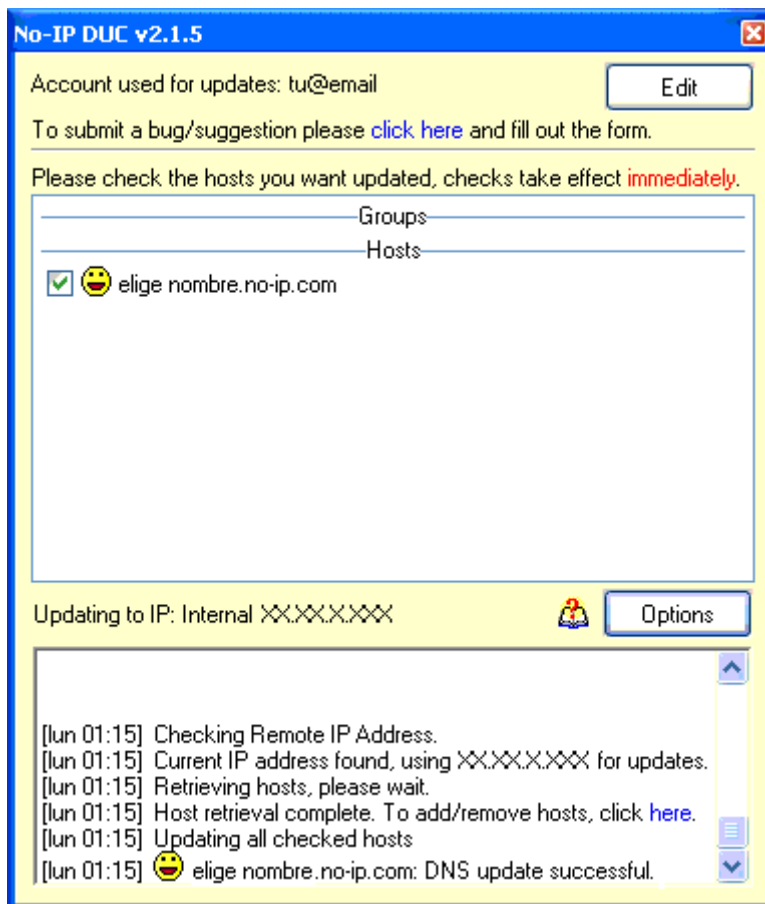 No-IP DUC v2.1.5
Account used for updates: tu@email
Edit
To submit a bug/suggestion please click here and fill out the form.
Please check the hosts you want updated, checks take effect immediately.
Groups
Hosts
elige nombre.no-ip.com
Updating to IP: Internal XX.XX.X.XXX
Options
[lun 01:15] Checking Remote IP Address.
[lun 01:15] Current IP address found, using XX.XX.X.XXX for updates.
[lun 01:15] Retrieving hosts, please wait.
[lun 01:15] Host retrieval complete. To add/remove hosts, click here.
[lun 01:15] Updating all checked hosts
[lun 01:15] elige nombre.no-ip.com: DNS update successful.